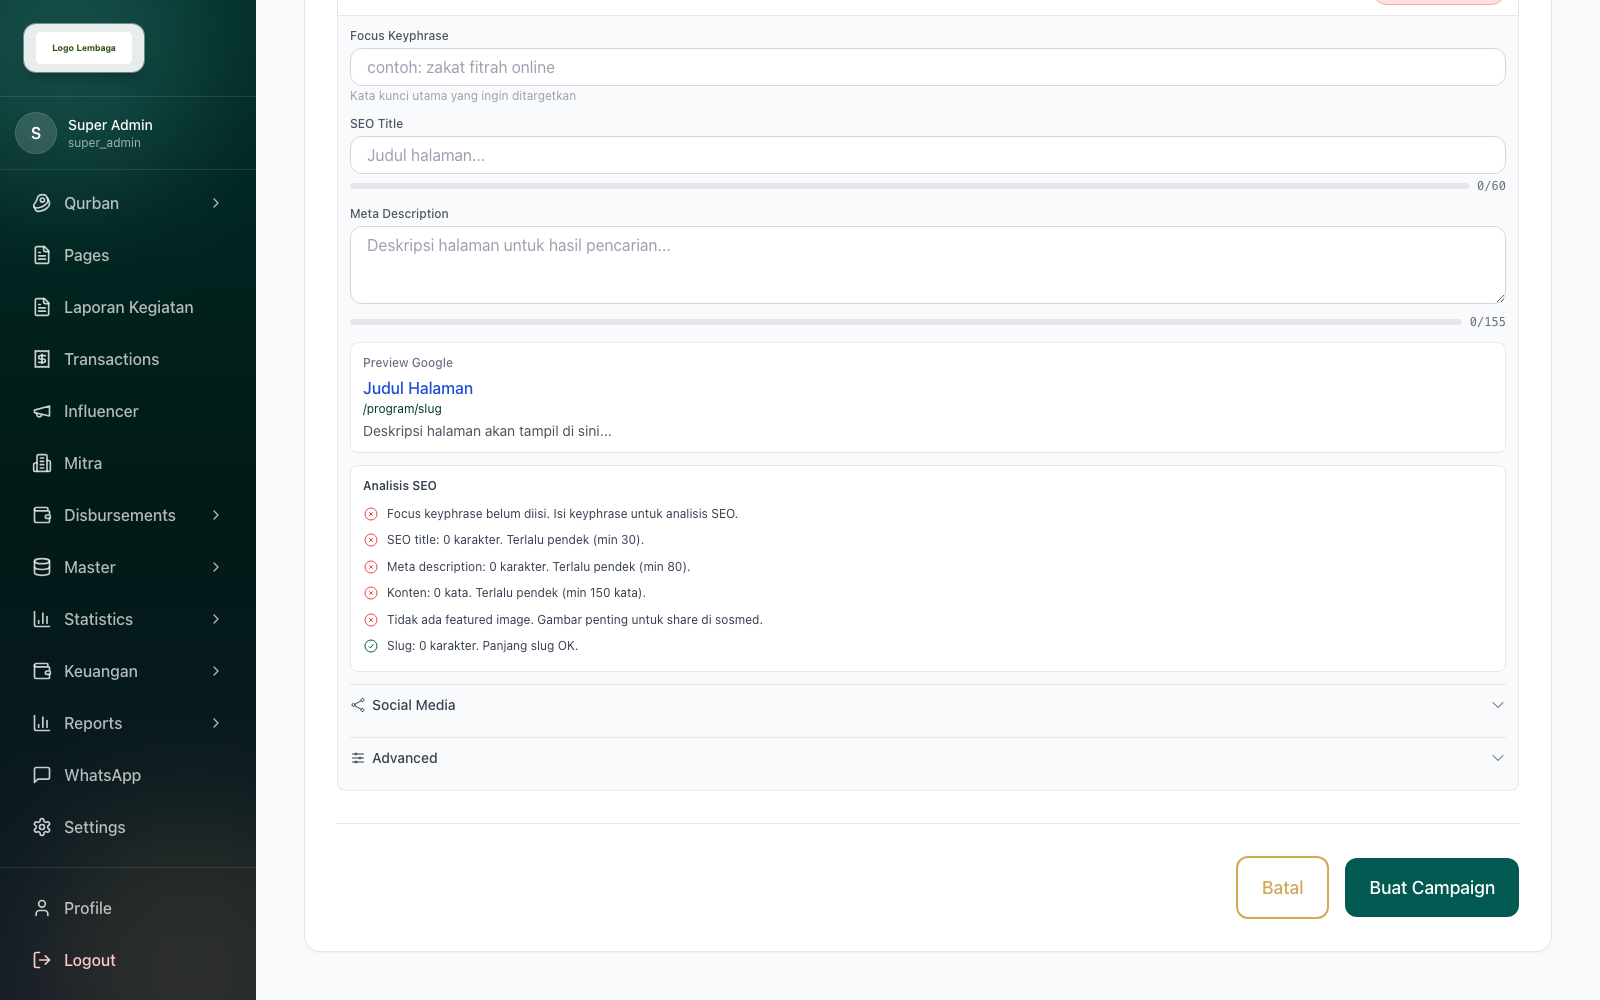 Logo Lembaga
S
Super Admin
super_admin
Qurban
Pages
Laporan Kegiatan
Transactions
Influencer
Mitra
Disbursements
Master
Statistics
Keuangan
Reports
WhatsApp
Settings
Profile
Logout
Focus Keyphrase
contoh: zakat fitrah online
Kata kunci utama yang ingin ditargetkan
SEO Title
Judul halaman...
0/60
Meta Description
Deskripsi halaman untuk hasil pencarian...
0/155
Preview Google
Judul Halaman
/program/slug
Deskripsi halaman akan tampil di sini...
Analisis SEO
Focus keyphrase belum diisi. Isi keyphrase untuk analisis SEO.
SEO title: 0 karakter. Terlalu pendek (min 30).
Meta description: 0 karakter. Terlalu pendek (min 80).
Konten: 0 kata. Terlalu pendek (min 150 kata).
Tidak ada featured image. Gambar penting untuk share di sosmed.
Slug: 0 karakter. Panjang slug OK.
Social Media
Advanced
Batal
Buat Campaign